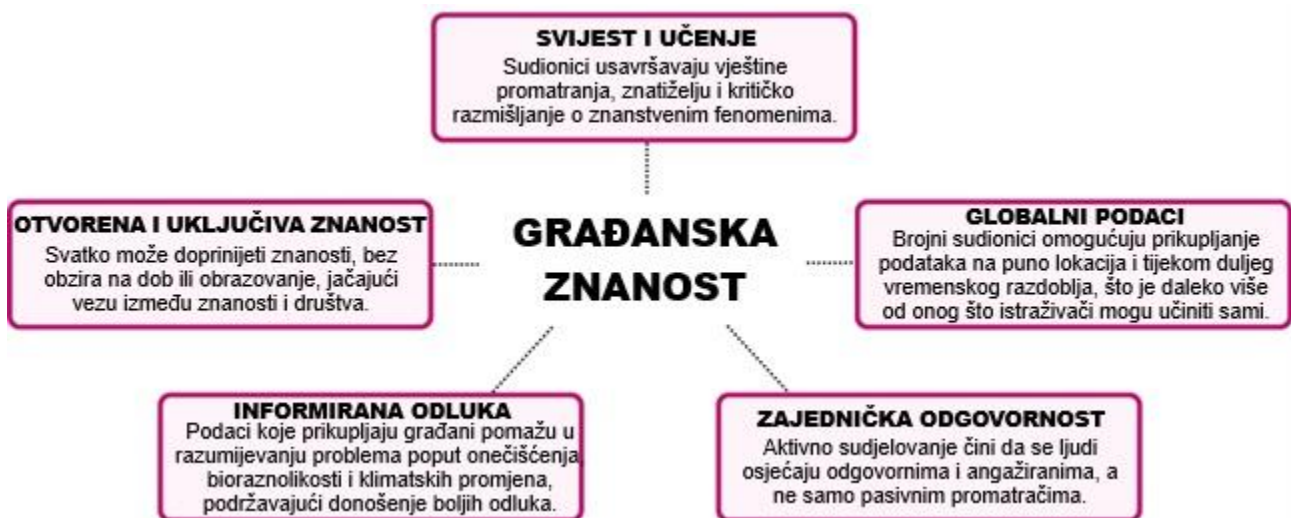 SVIJEST I UČENJE
Sudionici usavršavaju vještine
promatranja, znatiželju i kritičko
razmišljanje o znanstvenim fenomenima.
OTVORENA I UKLJUČIVA ZNANOST
Svatko može doprinijeti znanosti, bez
obzira na dob ili obrazovanje, jačajući
vezu između znanosti i društva.
GRAĐANSKA
ZNANOST
GLOBALNI PODACI
Brojni sudionici omogućuju prikupljanje
podataka na puno lokacija i tijekom duljeg
vremenskog razdoblja, što je daleko više
od onog što istraživači mogu učiniti sami.
INFORMIRANA ODLUKA
Podaci koje prikupljaju građani pomažu u
razumijevanju problema poput onečišćenja,
bioraznolikosti i klimatskih promjena,
podržavajući donošenje boljih odluka.
ZAJEDNIČKA ODGOVORNOST
Aktivno sudjelovanje čini da se ljudi
osjećaju odgovornima i angažiranima, a
ne samo pasivnim promatračima.